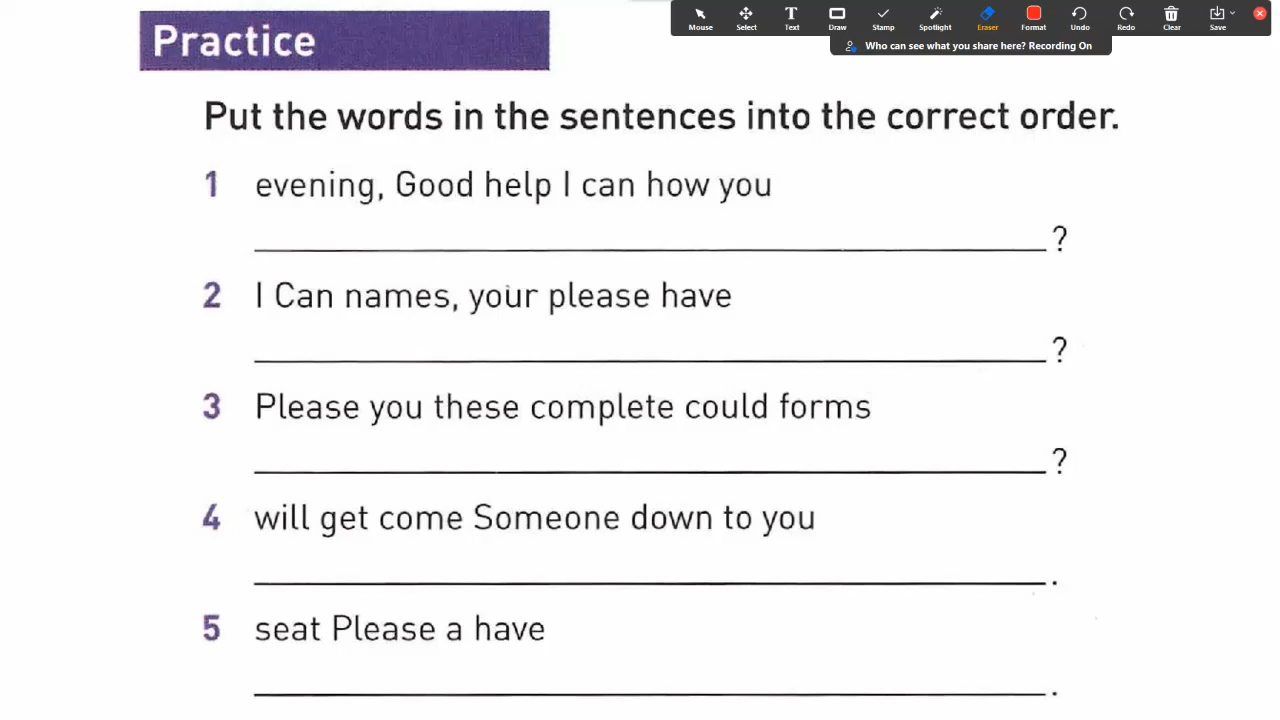 Mouse Select Text Draw Stamp Spotlight Eraser Format Undo Redo Clear Save
Who can see what you share here? Recording On
Practice
Put the words in the sentences into the correct order.
1 evening, Good help I can how you
?
2 I Can names, your please have
?
3 Please you these complete could forms
?
4 will get come Someone down to you
.
5 seat Please a have
.